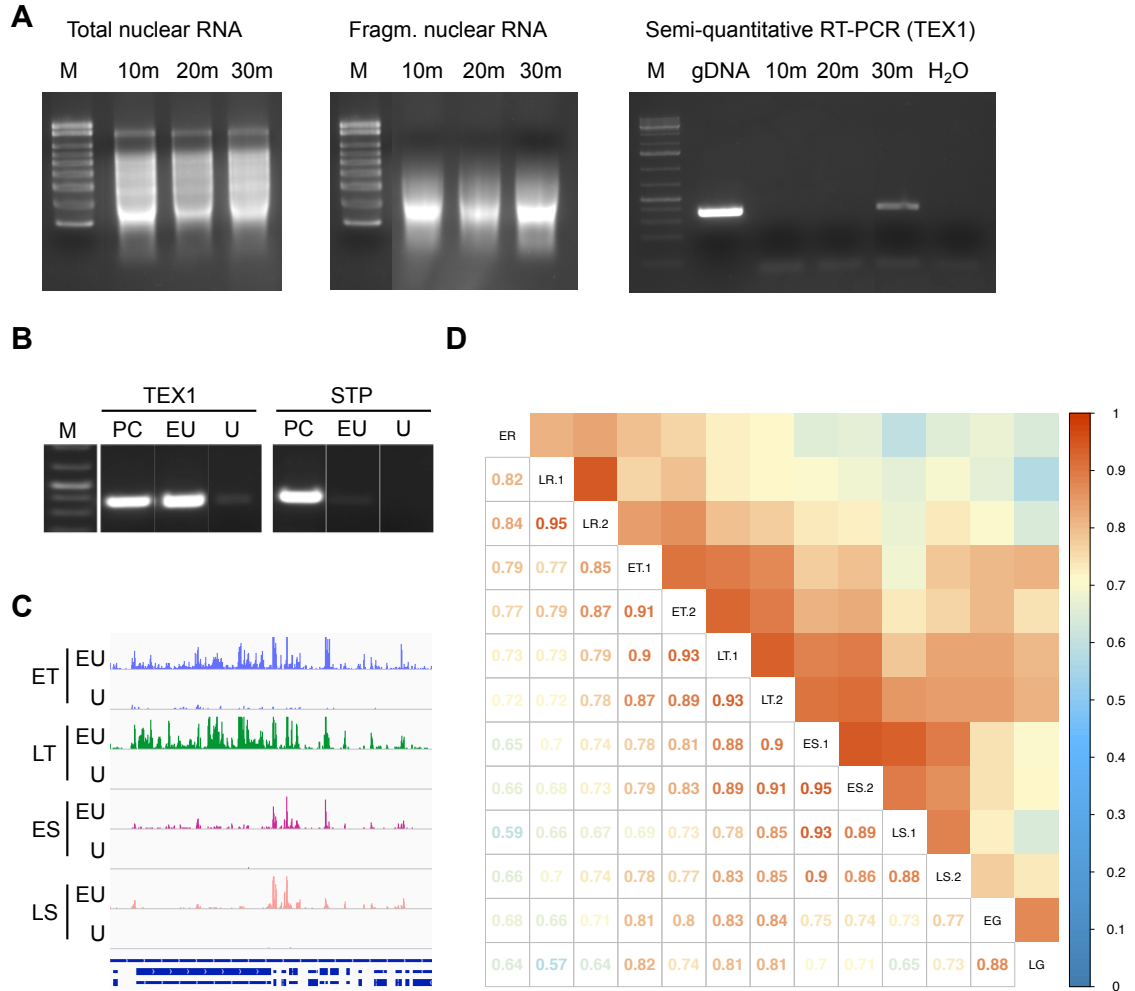 A
Total nuclear RNA
Fragm. nuclear RNA
Semi-quantitative RT-PCR (TEX1)
M 10m 20m 30m
M 10m 20m 30m
M gDNA 10m 20m 30m H2O
B
TEX1
STP
M PC EU U PC EU U
C
ET EU
U
LT EU
U
ES EU
U
LS EU
U
D
ER
0.82 LR.1
0.84 0.95 LR.2
0.79 0.77 0.85 ET.1
0.77 0.79 0.87 0.91 ET.2
0.73 0.73 0.79 0.9 0.93 LT.1
0.72 0.72 0.78 0.87 0.89 0.93 LT.2
0.65 0.7 0.74 0.78 0.81 0.88 0.9 ES.1
0.66 0.68 0.73 0.79 0.83 0.89 0.91 0.95 ES.2
0.59 0.66 0.67 0.69 0.73 0.78 0.85 0.93 0.89 LS.1
0.66 0.7 0.74 0.78 0.77 0.83 0.85 0.9 0.86 0.88 LS.2
0.68 0.66 0.71 0.81 0.8 0.83 0.84 0.75 0.74 0.73 0.77 EG
0.64 0.57 0.64 0.82 0.74 0.81 0.81 0.7 0.71 0.65 0.73 0.88 LG
1
0.9
0.8
0.7
0.6
0.5
0.4
0.3
0.2
0.1
0